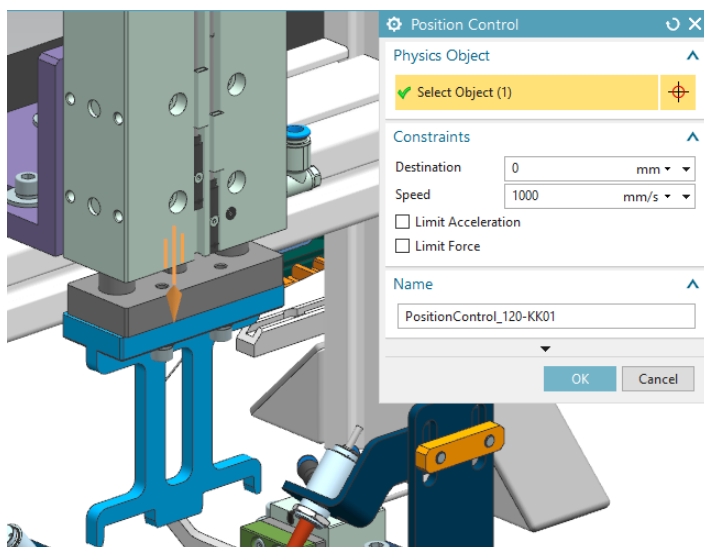 Position Control
Physics Object
Select Object (1)
Constraints
Destination 0 mm
Speed 1000 mm/s
Limit Acceleration
Limit Force
Name
PositionControl_120-KK01
OK Cancel